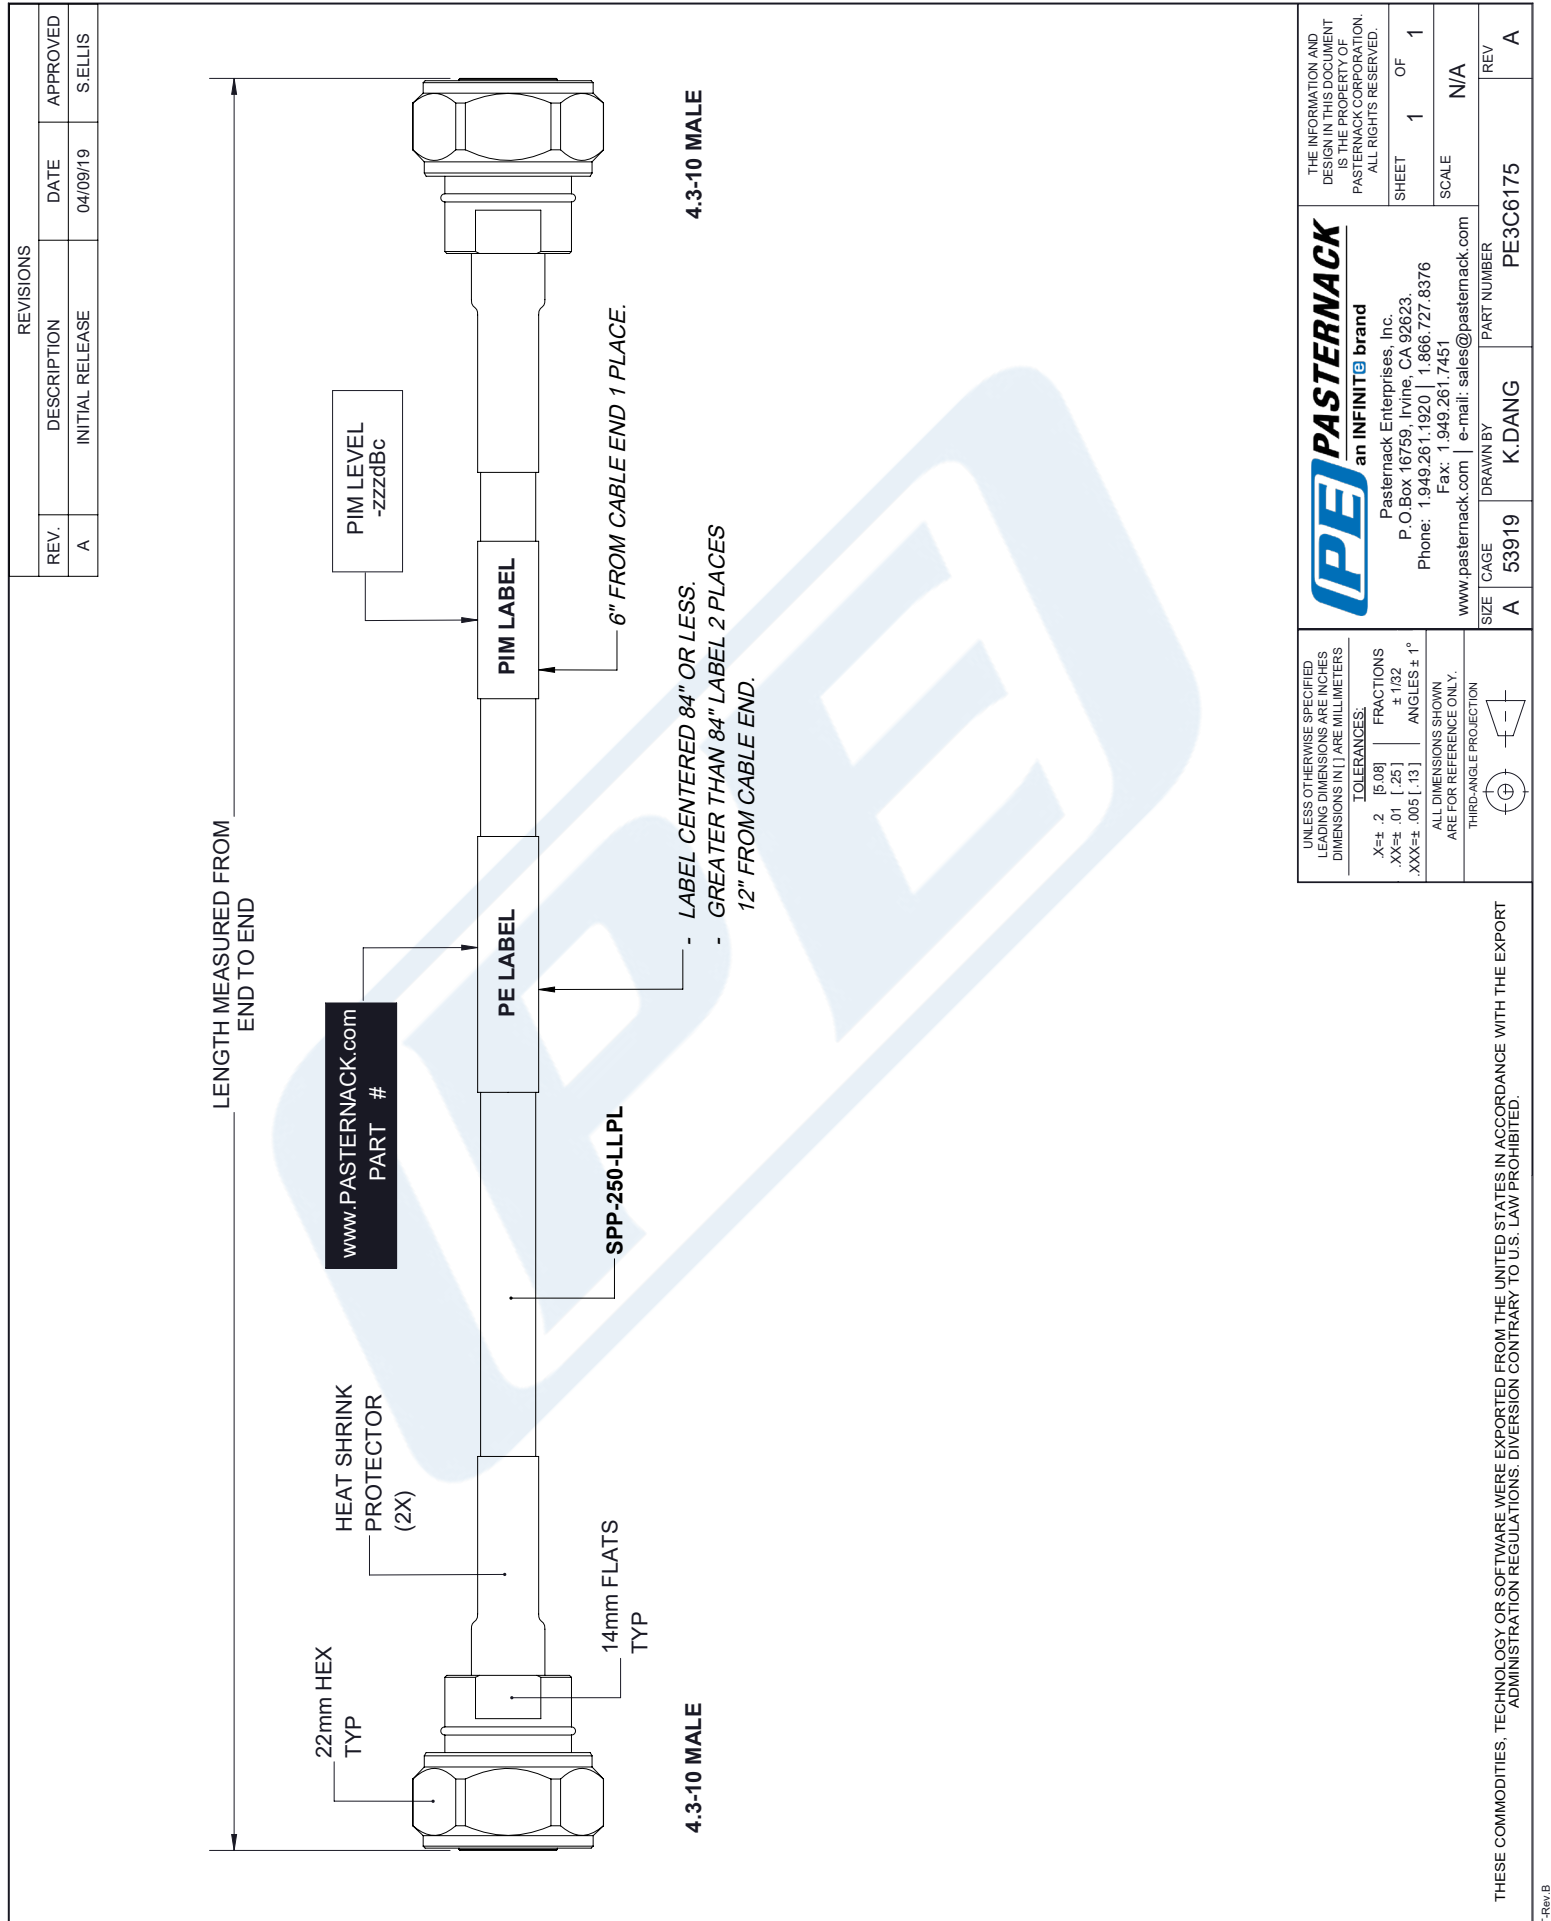 REVISIONS
REV. DESCRIPTION DATE APPROVED
A INITIAL RELEASE 04/09/19 S.ELLIS
LENGTH MEASURED FROM
END TO END
22mm HEX
TYP
HEAT SHRINK
PROTECTOR
(2X)
www.PASTERNACK.com
PART #
PIM LEVEL
-zzzdBc
PE LABEL
PIM LABEL
14mm FLATS
TYP
SPP-250-LLPL
6" FROM CABLE END 1 PLACE.
- LABEL CENTERED 84" OR LESS.
- GREATER THAN 84" LABEL 2 PLACES
12" FROM CABLE END.
4.3-10 MALE
4.3-10 MALE
UNLESS OTHERWISE SPECIFIED
LEADING DIMENSIONS ARE INCHES
DIMENSIONS IN [ ] ARE MILLIMETERS
TOLERANCES:
.X=± .2 [5.08] FRACTIONS
.XX=± .01 [ .25 ] ± 1/32
.XXX=± .005 [ .13 ] ANGLES ± 1°
ALL DIMENSIONS SHOWN
ARE FOR REFERENCE ONLY.
THIRD-ANGLE PROJECTION
PE PASTERNACK
an INFINITe brand
Pasternack Enterprises, Inc.
P.O.Box 16759, Irvine, CA 92623.
Phone: 1.949.261.1920 | 1.866.727.8376
Fax: 1.949.261.7451
www.pasternack.com | e-mail: sales@pasternack.com
THE INFORMATION AND
DESIGN IN THIS DOCUMENT
IS THE PROPERTY OF
PASTERNACK CORPORATION.
ALL RIGHTS RESERVED.
SHEET 1 OF 1
SCALE N/A
SIZE A
CAGE 53919
DRAWN BY K.DANG
PART NUMBER PE3C6175
REV A
THESE COMMODITIES, TECHNOLOGY OR SOFTWARE WERE EXPORTED FROM THE UNITED STATES IN ACCORDANCE WITH THE EXPORT
ADMINISTRATION REGULATIONS. DIVERSION CONTRARY TO U.S. LAW PROHIBITED.
-Rev.B